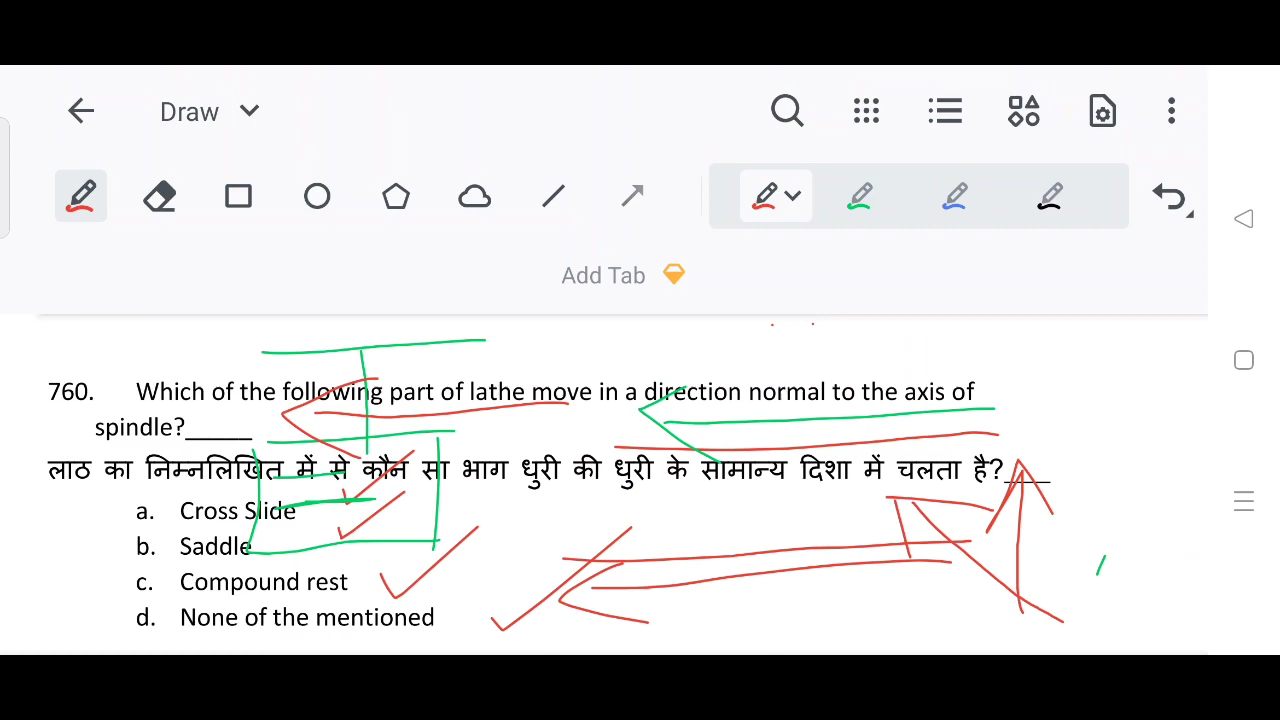 Draw
Add Tab
760. Which of the following part of lathe move in a direction normal to the axis of
spindle?_____
लाठ का निम्नलिखित में से कौन सा भाग धुरी की धुरी के सामान्य दिशा में चलता है?____
a. Cross Slide
b. Saddle
c. Compound rest
d. None of the mentioned